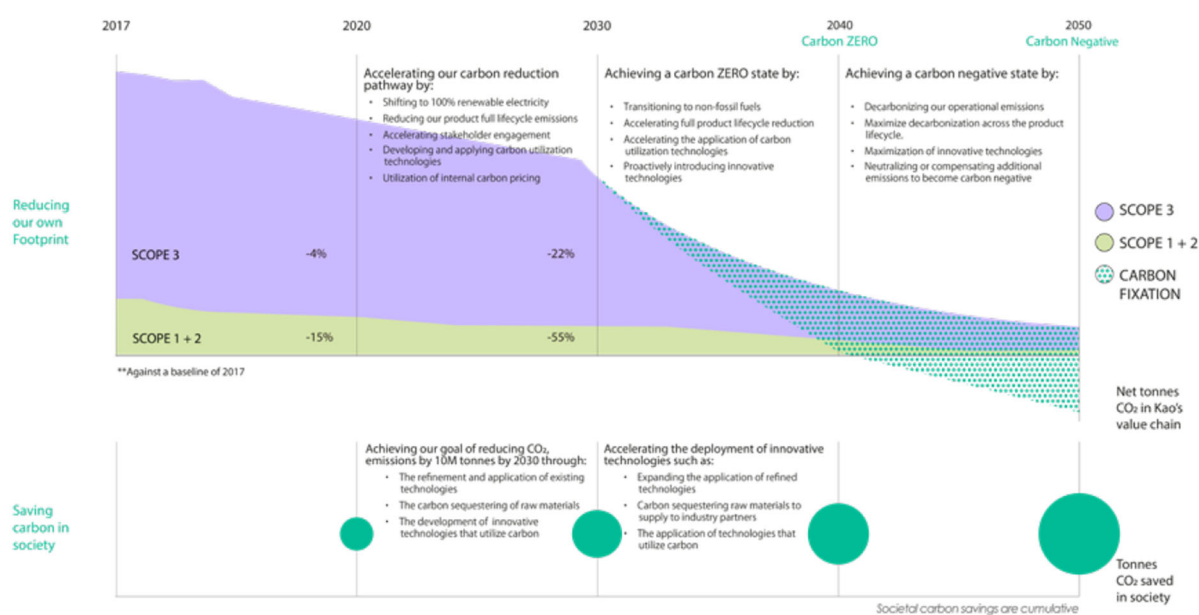 2017
2020
2030
2040
Carbon ZERO
2050
Carbon Negative
Accelerating our carbon reduction
pathway by:
• Shifting to 100% renewable electricity
• Reducing our product full lifecycle emissions
• Accelerating stakeholder engagement
• Developing and applying carbon utilization
technologies
• Utilization of internal carbon pricing
Achieving a carbon ZERO state by:
• Transitioning to non-fossil fuels
• Accelerating full product lifecycle reduction
• Accelerating the application of carbon
utilization technologies
• Proactively introducing innovative
technologies
Achieving a carbon negative state by:
• Decarbonizing our operational emissions
• Maximize decarbonization across the product
lifecycle.
• Maximization of innovative technologies
• Neutralizing or compensating additional
emissions to become carbon negative
Reducing
our own
Footprint
SCOPE 3
-4%
-22%
SCOPE 1 + 2
-15%
-55%
SCOPE 3
SCOPE 1 + 2
CARBON
FIXATION
**Against a baseline of 2017
Net tonnes
CO₂ in Kao's
value chain
Achieving our goal of reducing CO₂,
emissions by 10M tonnes by 2030 through:
• The refinement and application of existing
technologies
• The carbon sequestering of raw materials
• The development of innovative
technologies that utilize carbon
Accelerating the deployment of innovative
technologies such as:
• Expanding the application of refined
technologies
• Carbon sequestering raw materials to
supply to industry partners
• The application of technologies that
utilize carbon
Saving
carbon in
society
Tonnes
CO₂ saved
in society
Societal carbon savings are cumulative